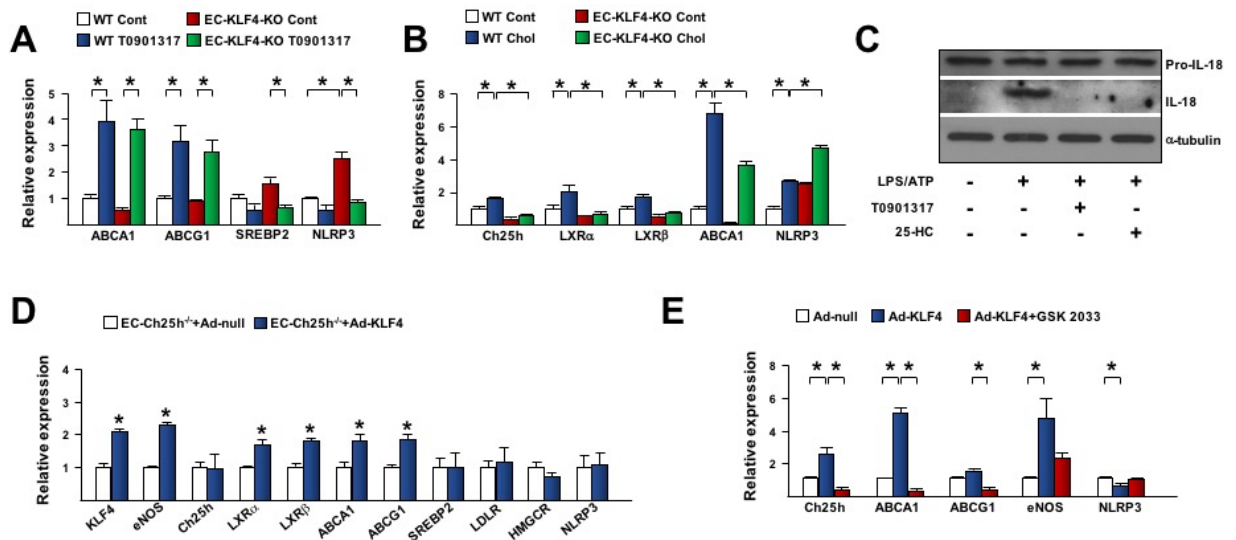 A
WT Cont
EC-KLF4-KO Cont
WT T0901317
EC-KLF4-KO T0901317
* * * * * * *
Relative expression
5
4
3
2
1
ABCA1 ABCG1 SREBP2 NLRP3
B
WT Cont
EC-KLF4-KO Cont
WT Chol
EC-KLF4-KO Chol
* * * * * * * * * *
Relative expression
8
6
4
2
Ch25h LXRα LXRβ ABCA1 NLRP3
C
Pro-IL-18
IL-18
α-tubulin
LPS/ATP - + + +
T0901317 - - + -
25-HC - - - +
D
EC-Ch25h-/-+Ad-null EC-Ch25h-/-+Ad-KLF4
Relative expression
4
3
2
1
* * * * * *
KLF4 eNOS Ch25h LXRα LXRβ ABCA1 ABCG1 SREBP2 LDLR HMGCR NLRP3
E
Ad-null Ad-KLF4 Ad-KLF4+GSK 2033
Relative expression
8
6
4
2
* * * * * * *
Ch25h ABCA1 ABCG1 eNOS NLRP3